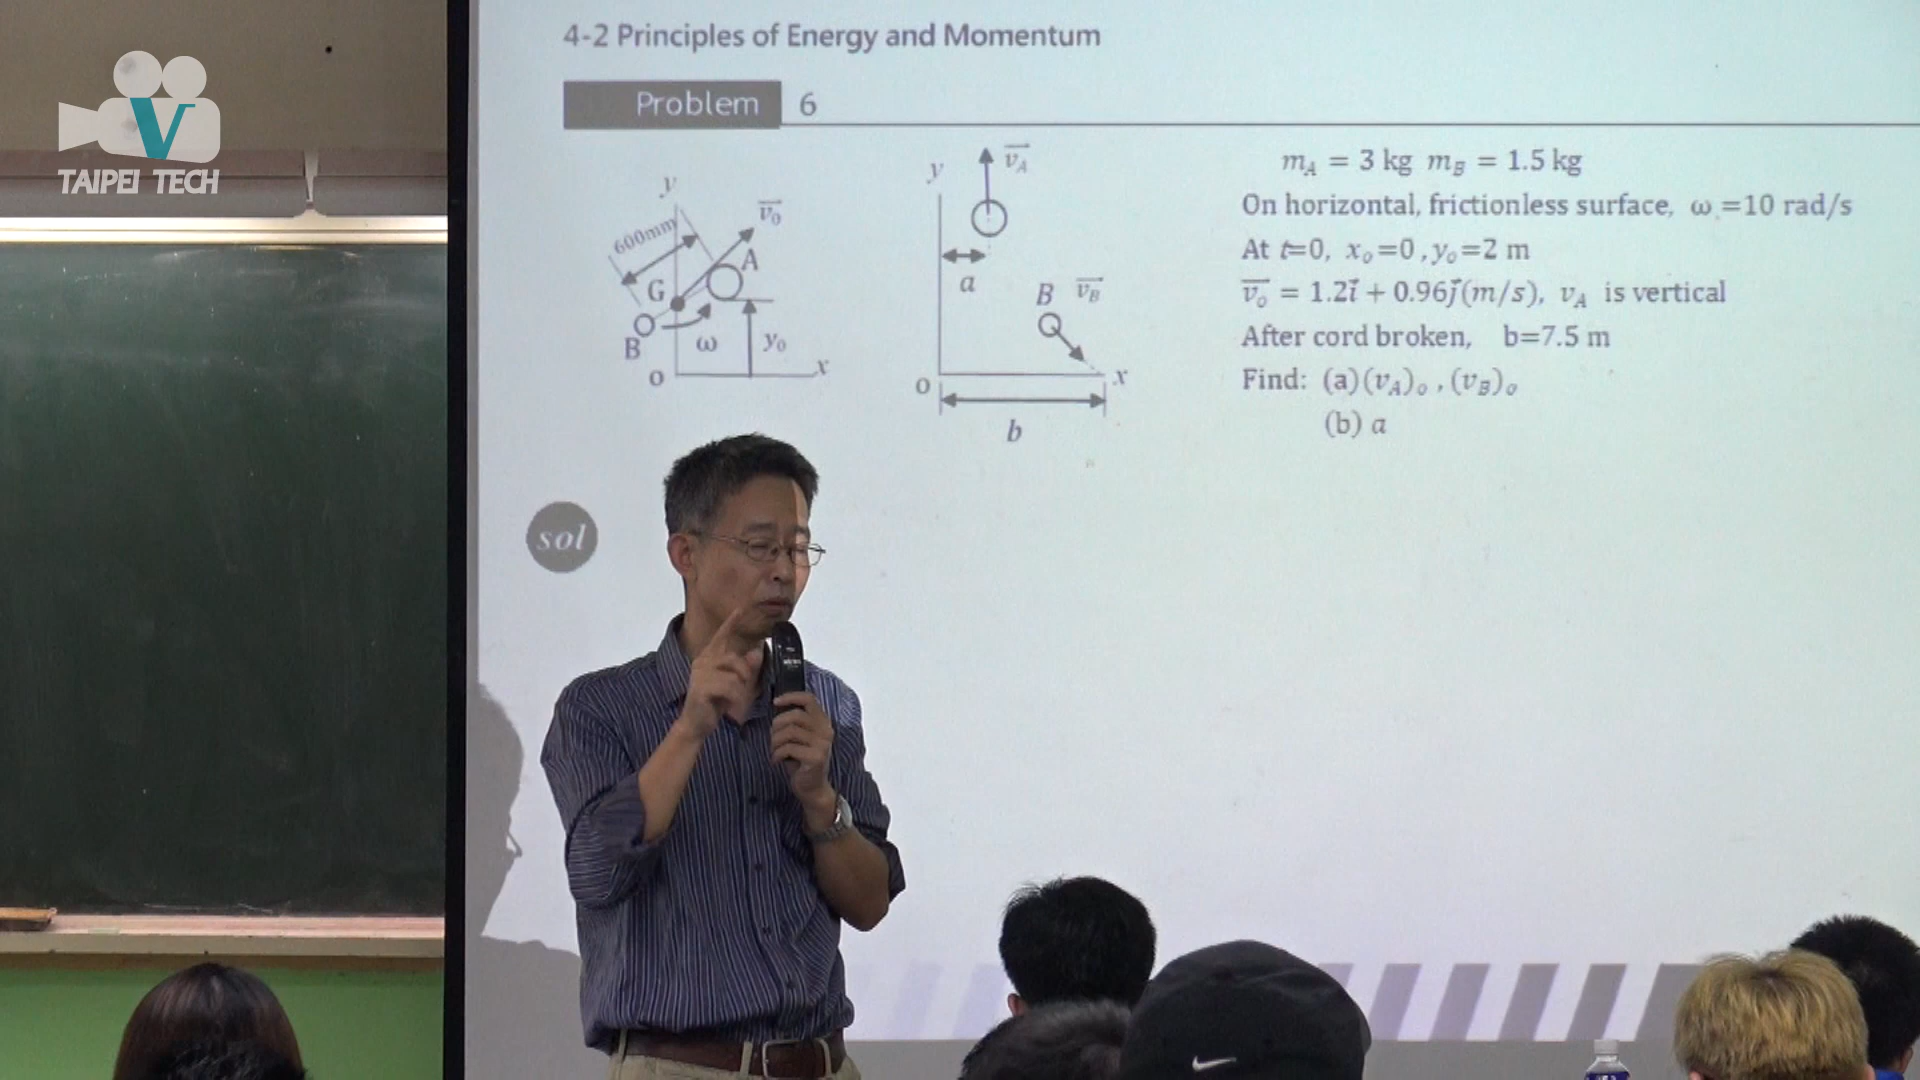 V
TAIPEI TECH
4-2 Principles of Energy and Momentum
Problem 6
y
v₀
600mm
A
G
B
ω
y₀
o
x
y
v_A
a
B
v_B
o
x
b
m_A = 3 kg m_B = 1.5 kg
On horizontal, frictionless surface, ω =10 rad/s
At t=0, x₀=0 , y₀=2 m
v₀ = 1.2i + 0.96j(m/s), v_A is vertical
After cord broken, b=7.5 m
Find: (a)(v_A)₀ , (v_B)₀
(b) a
sol